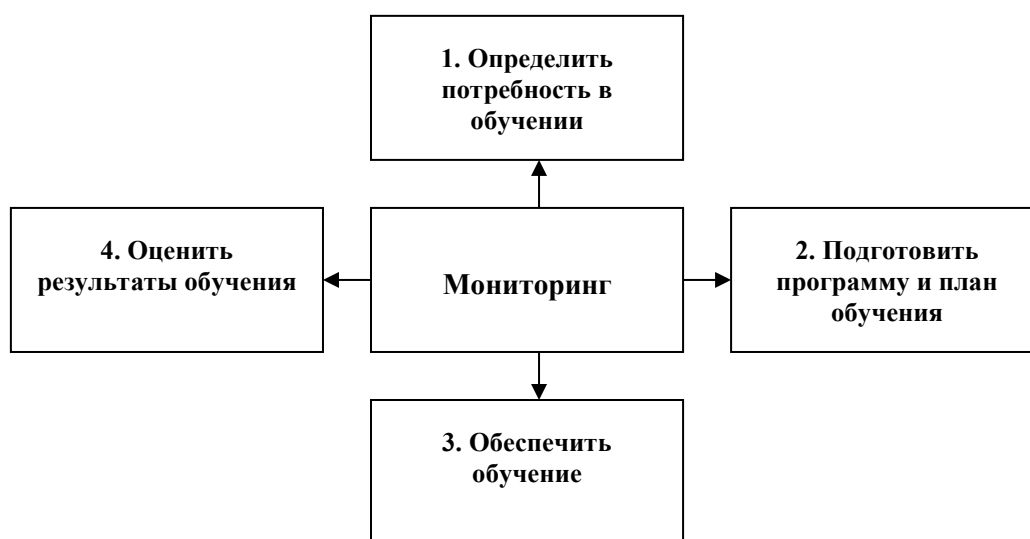 1. Определить
потребность в
обучении
4. Оценить
результаты обучения
Мониторинг
2. Подготовить
программу и план
обучения
3. Обеспечить
обучение